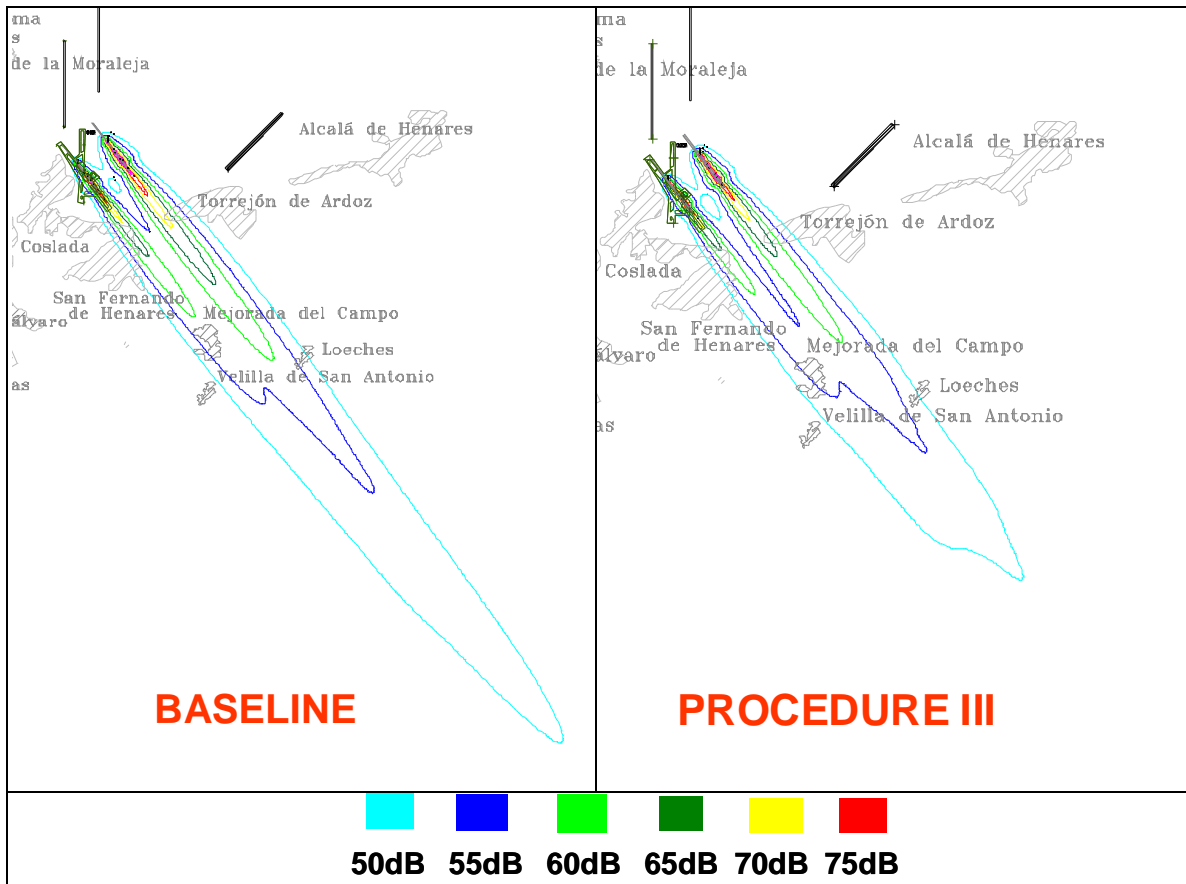 ma
s
de la Moraleja
Alcalá de Henares
Torrejón de Ardoz
Coslada
San Fernando
de Henares
Mejorada del Campo
álvaro
Loeches
as
Velilla de San Antonio
BASELINE
ma
s
de la Moraleja
Alcalá de Henares
Torrejón de Ardoz
Coslada
San Fernando
de Henares
Mejorada del Campo
álvaro
Loeches
Velilla de San Antonio
as
PROCEDURE III
50dB 55dB 60dB 65dB 70dB 75dB